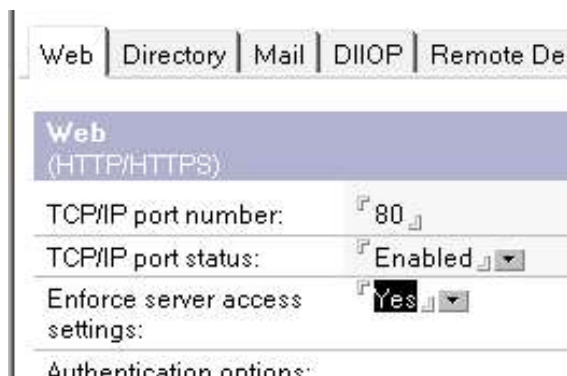 Web Directory Mail DIIOP Remote De
Web
(HTTP/HTTPS)
TCP/IP port number: 80
TCP/IP port status: Enabled
Enforce server access Yes
settings:
Authentication options: